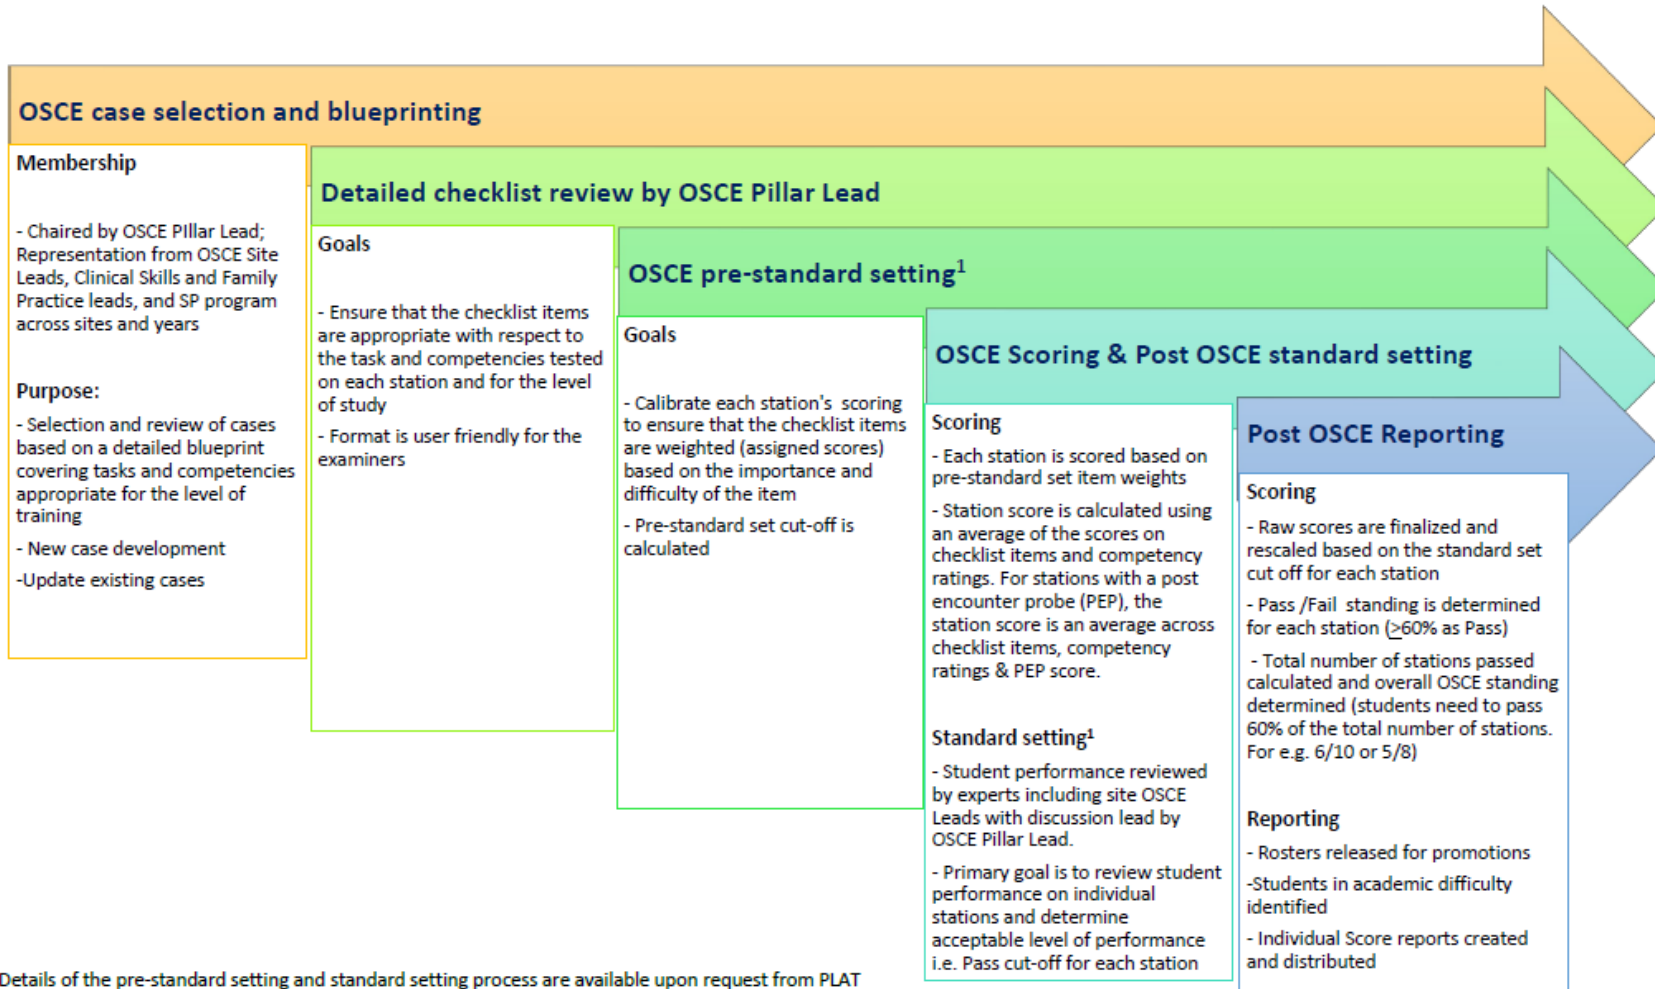 OSCE case selection and blueprinting
Membership
- Chaired by OSCE PIllar Lead;
Representation from OSCE Site
Leads, Clinical Skills and Family
Practice leads, and SP program
across sites and years
Purpose:
- Selection and review of cases
based on a detailed blueprint
covering tasks and competencies
appropriate for the level of
training
- New case development
-Update existing cases
Detailed checklist review by OSCE Pillar Lead
Goals
- Ensure that the checklist items
are appropriate with respect to
the task and competencies tested
on each station and for the level
of study
- Format is user friendly for the
examiners
OSCE pre-standard setting¹
Goals
- Calibrate each station's scoring
to ensure that the checklist items
are weighted (assigned scores)
based on the importance and
difficulty of the item
- Pre-standard set cut-off is
calculated
OSCE Scoring & Post OSCE standard setting
Scoring
- Each station is scored based on
pre-standard set item weights
- Station score is calculated using
an average of the scores on
checklist items and competency
ratings. For stations with a post
encounter probe (PEP), the
station score is an average across
checklist items, competency
ratings & PEP score.
Standard setting¹
- Student performance reviewed
by experts including site OSCE
Leads with discussion lead by
OSCE Pillar Lead.
- Primary goal is to review student
performance on individual
stations and determine
acceptable level of performance
i.e. Pass cut-off for each station
Post OSCE Reporting
Scoring
- Raw scores are finalized and
rescaled based on the standard set
cut off for each station
- Pass /Fail standing is determined
for each station (≥60% as Pass)
- Total number of stations passed
calculated and overall OSCE standing
determined (students need to pass
60% of the total number of stations.
For e.g. 6/10 or 5/8)
Reporting
- Rosters released for promotions
-Students in academic difficulty
identified
- Individual Score reports created
and distributed
Details of the pre-standard setting and standard setting process are available upon request from PLAT